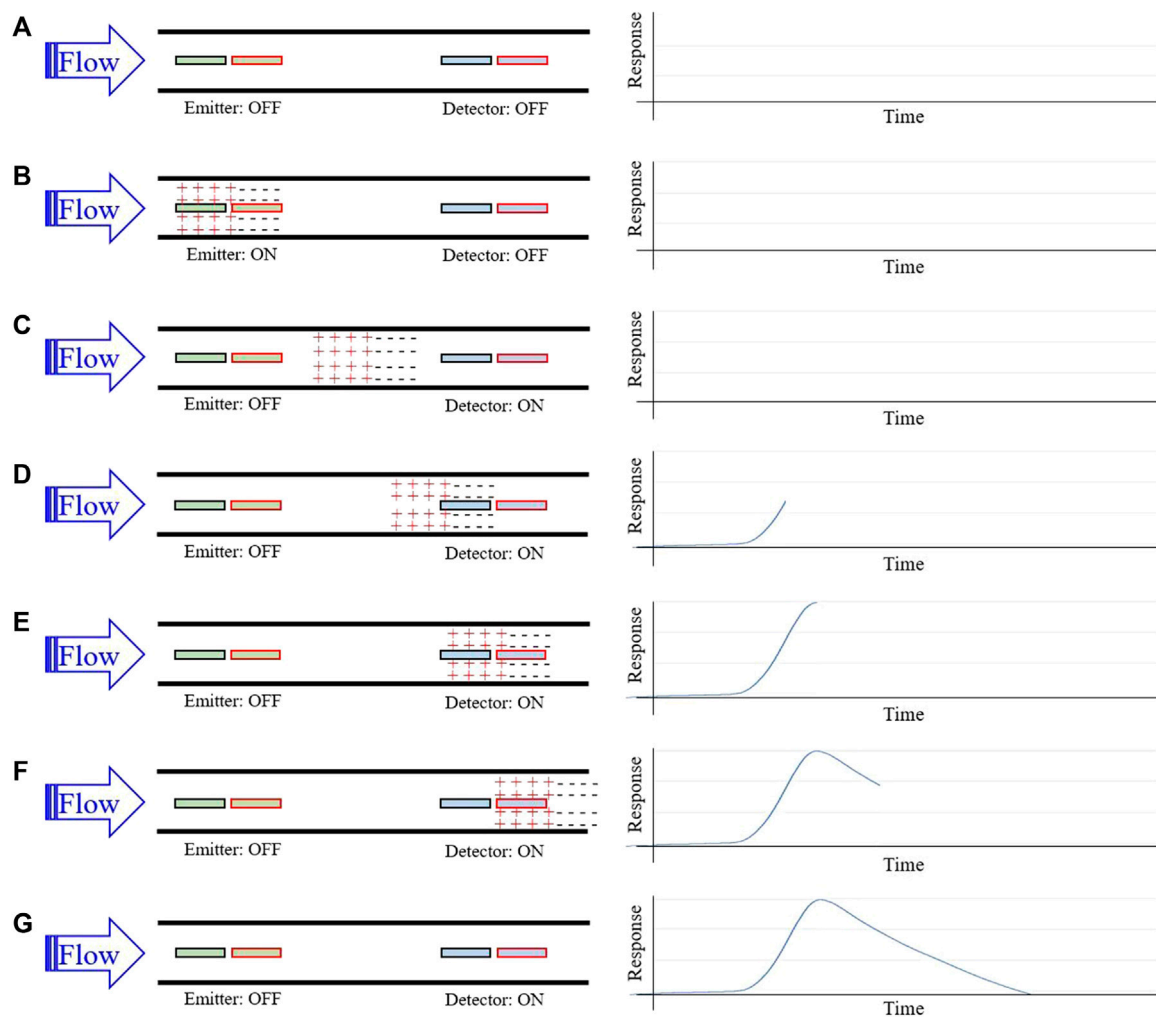 A
Flow
Emitter: OFF
Detector: OFF
Response
Time
B
Flow
Emitter: ON
Detector: OFF
Response
Time
C
Flow
Emitter: OFF
Detector: ON
Response
Time
D
Flow
Emitter: OFF
Detector: ON
Response
Time
E
Flow
Emitter: OFF
Detector: ON
Response
Time
F
Flow
Emitter: OFF
Detector: ON
Response
Time
G
Flow
Emitter: OFF
Detector: ON
Response
Time